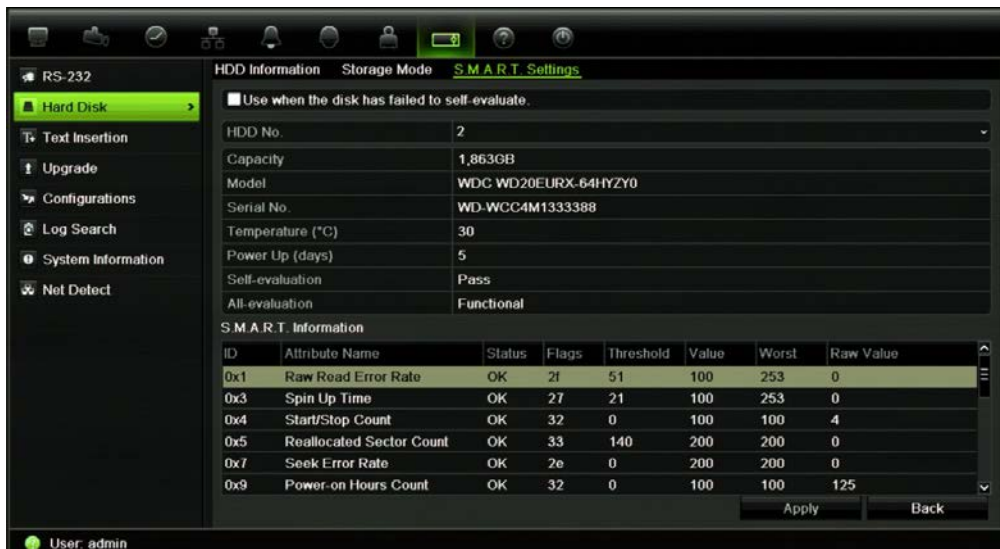 HDD Information Storage Mode S.M.A.R.T. Settings
RS-232
Hard Disk
Text Insertion
Upgrade
Configurations
Log Search
System Information
Net Detect
Use when the disk has failed to self-evaluate.
HDD No. 2
Capacity 1,863GB
Model WDC WD20EURX-64HYZY0
Serial No. WD-WCC4M1333388
Temperature (°C) 30
Power Up (days) 5
Self-evaluation Pass
All-evaluation Functional
S.M.A.R.T. Information
ID Attribute Name Status Flags Threshold Value Worst Raw Value
0x1 Raw Read Error Rate OK 2f 51 100 253 0
0x3 Spin Up Time OK 27 21 100 253 0
0x4 Start/Stop Count OK 32 0 100 100 4
0x5 Reallocated Sector Count OK 33 140 200 200 0
0x7 Seek Error Rate OK 2e 0 200 200 0
0x9 Power-on Hours Count OK 32 0 100 100 125
Apply Back
User: admin